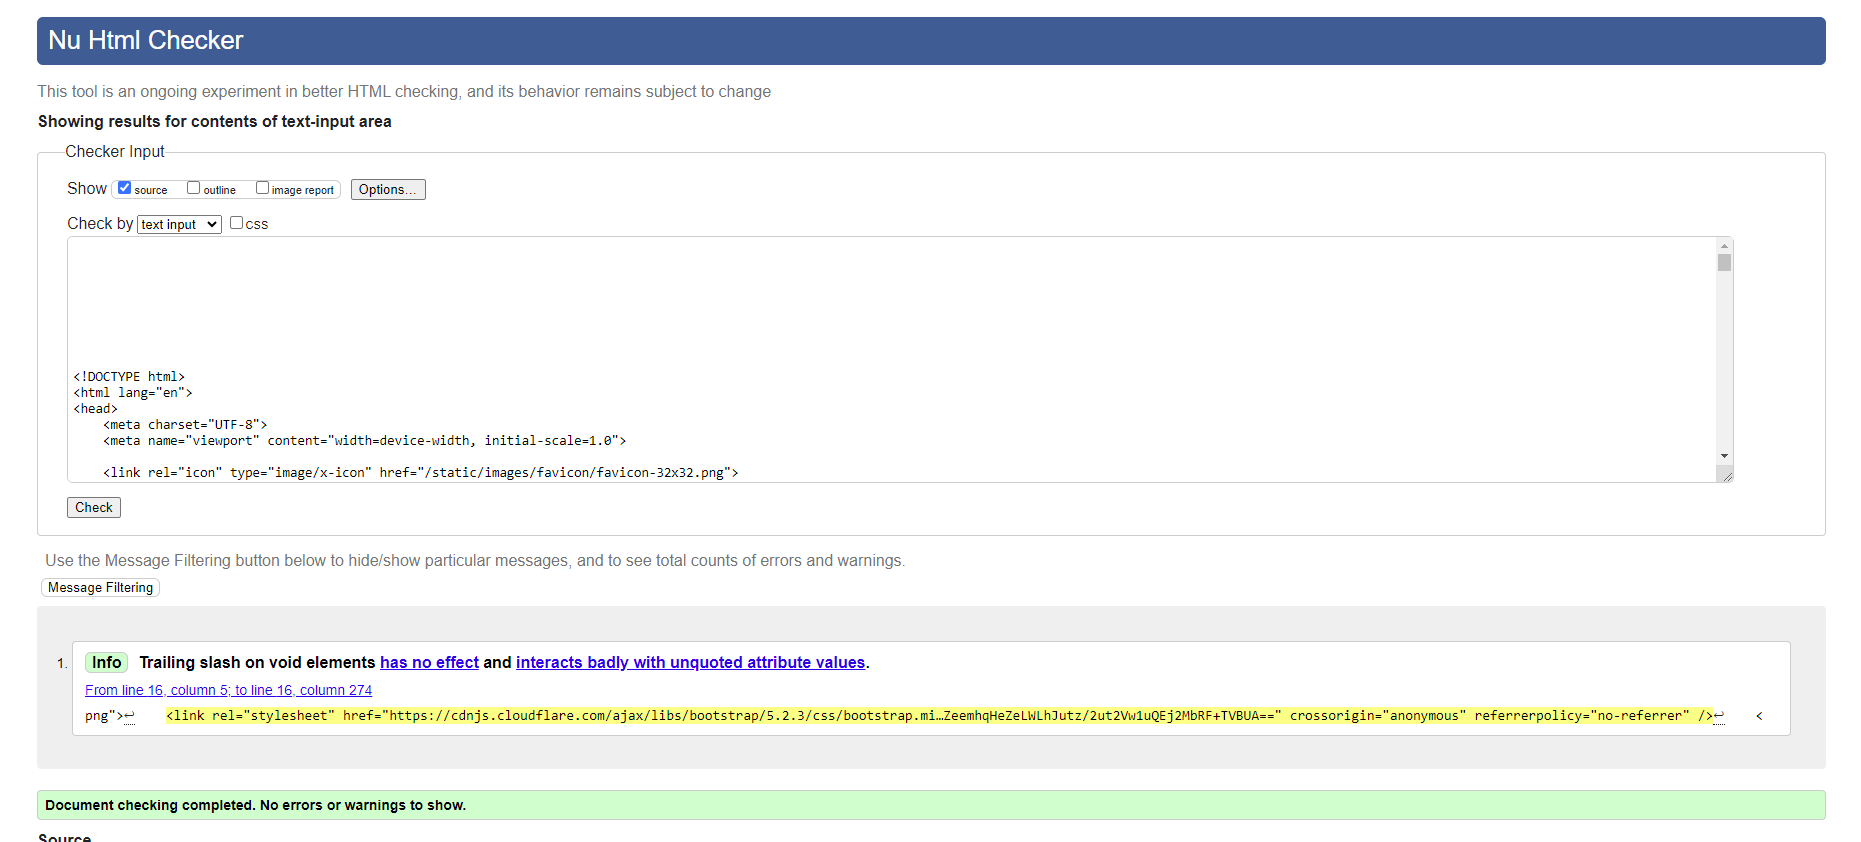 Nu Html Checker
This tool is an ongoing experiment in better HTML checking, and its behavior remains subject to change
Showing results for contents of text-input area
Checker Input
Show source outline image report Options...
Check by text input css
<!DOCTYPE html>
<html lang="en">
<head>
<meta charset="UTF-8">
<meta name="viewport" content="width=device-width, initial-scale=1.0">
<link rel="icon" type="image/x-icon" href="/static/images/favicon/favicon-32x32.png">
Check
Use the Message Filtering button below to hide/show particular messages, and to see total counts of errors and warnings.
Message Filtering
1. Info Trailing slash on void elements has no effect and interacts badly with unquoted attribute values.
From line 16, column 5; to line 16, column 274
png">↩ <link rel="stylesheet" href="https://cdnjs.cloudflare.com/ajax/libs/bootstrap/5.2.3/css/bootstrap.mi…ZeemhqHeZeLWLhJutz/2ut2Vw1uQEj2MbRF+TVBUA==" crossorigin="anonymous" referrerpolicy="no-referrer" />↩ <
Document checking completed. No errors or warnings to show.
Source